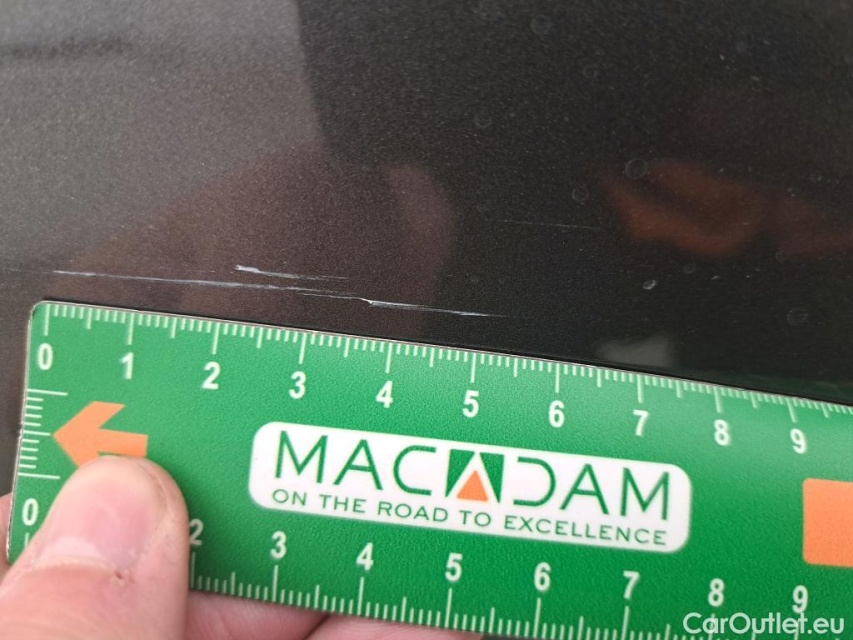 0 1 2 3 4 5 6 7 8 9
MACADAM
ON THE ROAD TO EXCELLENCE
0 2 3 4 5 6 7 8 9
CarOutlet.eu